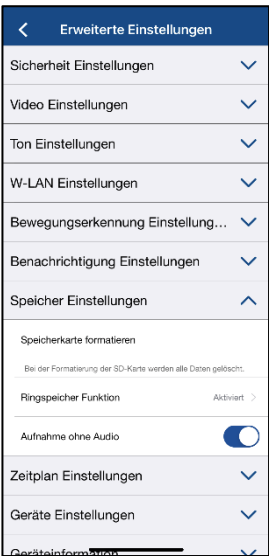 Erweiterte Einstellungen
Sicherheit Einstellungen
Video Einstellungen
Ton Einstellungen
W-LAN Einstellungen
Bewegungserkennung Einstellung...
Benachrichtigung Einstellungen
Speicher Einstellungen
Speicherkarte formatieren
Bei der Formatierung der SD-Karte werden alle Daten gelöscht.
Ringspeicher Funktion Aktiviert
Aufnahme ohne Audio
Zeitplan Einstellungen
Geräte Einstellungen
Geräteinformation